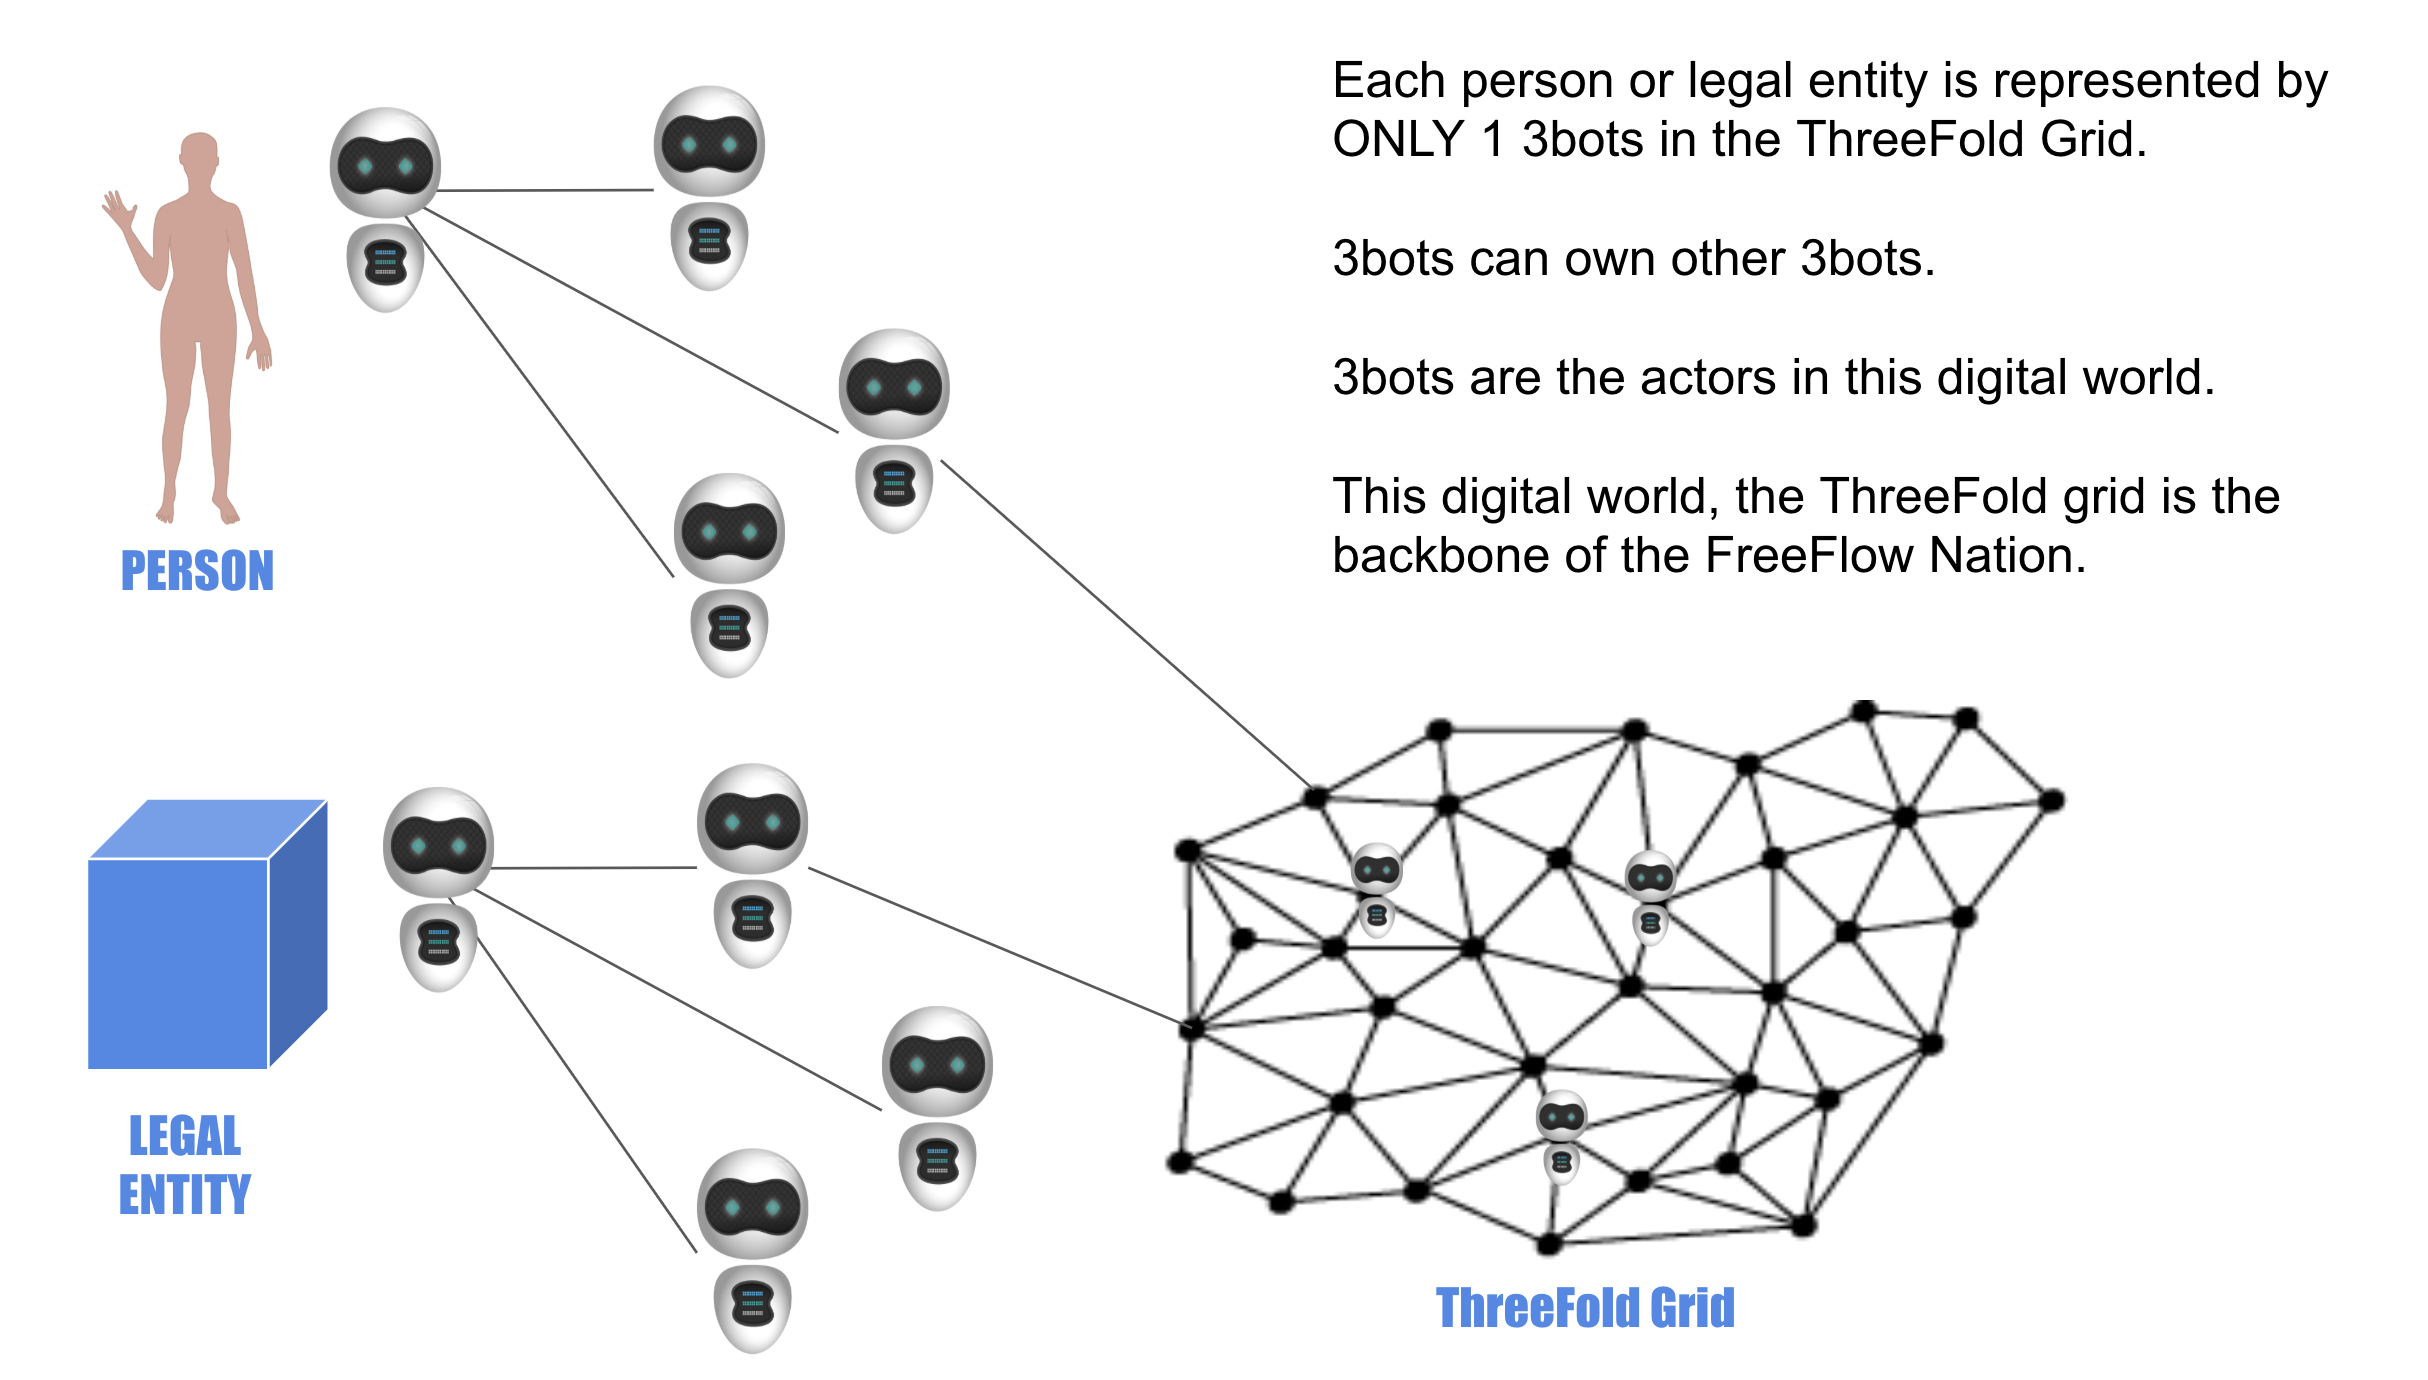 Each person or legal entity is represented by
ONLY 1 3bots in the ThreeFold Grid.
3bots can own other 3bots.
3bots are the actors in this digital world.
This digital world, the ThreeFold grid is the
backbone of the FreeFlow Nation.
PERSON
LEGAL
ENTITY
ThreeFold Grid